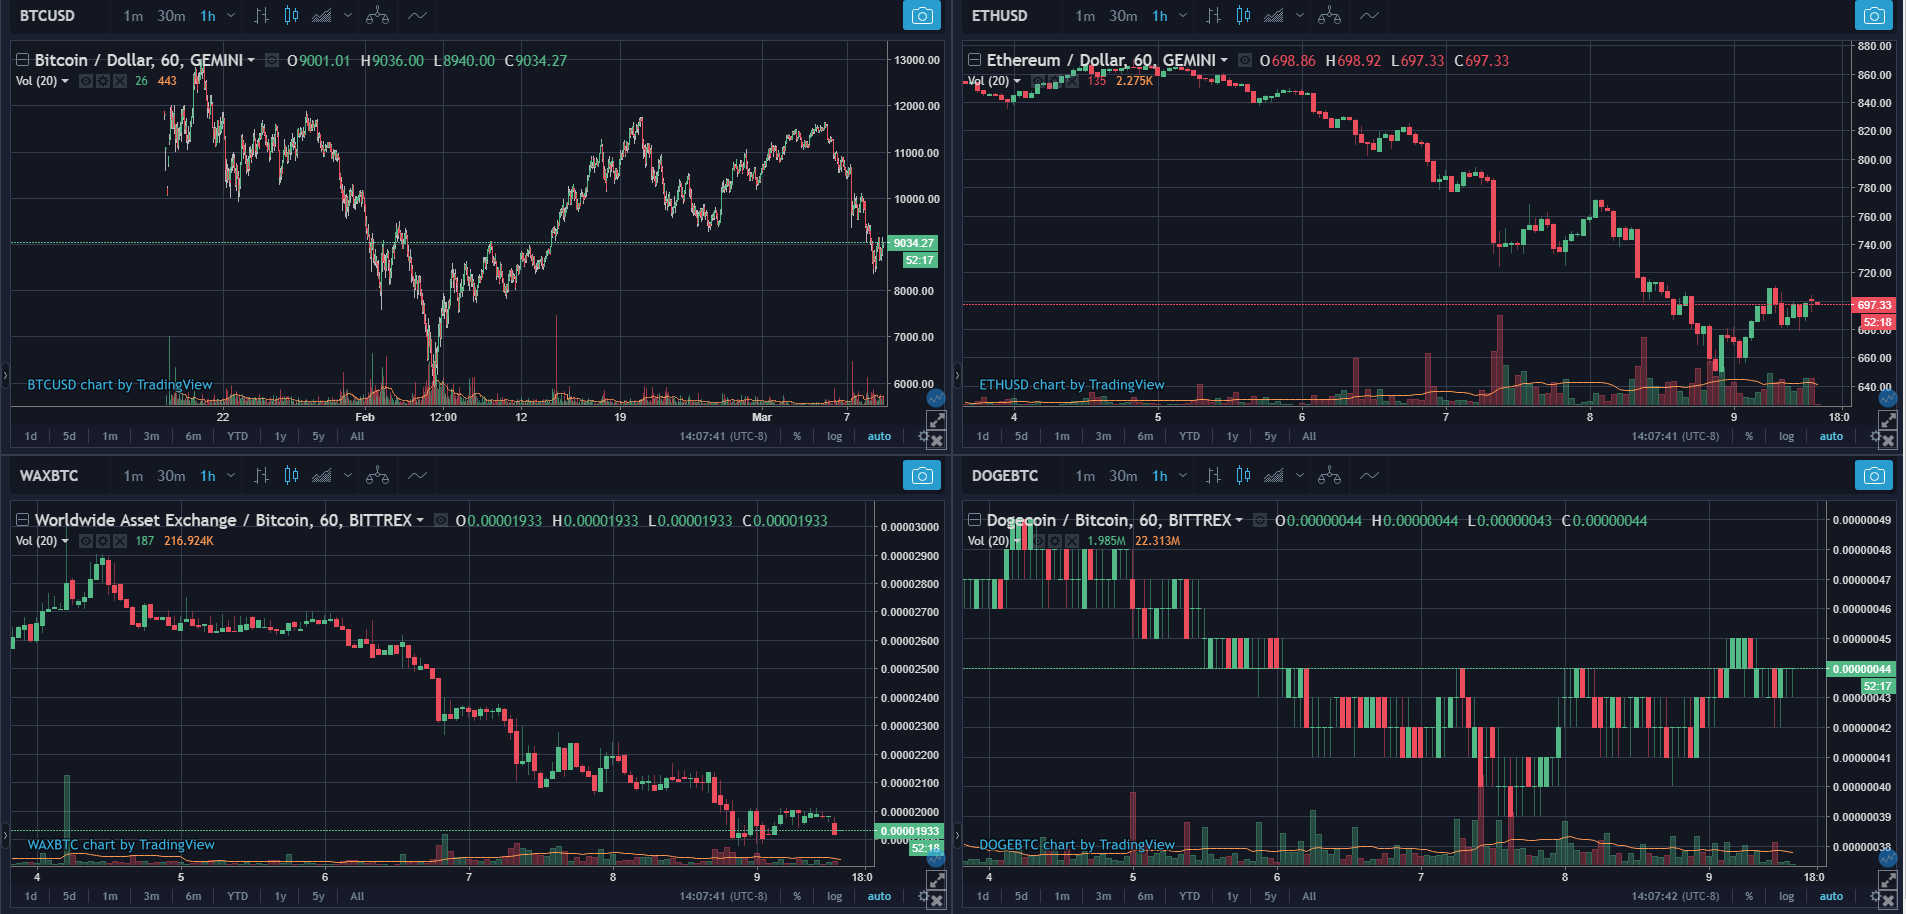 BTCUSD 1m 30m 1h
Bitcoin / Dollar, 60, GEMINI O9001.01 H9036.00 L8940.00 C9034.27
Vol (20) 26 443
13000.00
12000.00
11000.00
10000.00
9034.27
52:17
8000.00
7000.00
6000.00
BTCUSD chart by TradingView
22 Feb 12:00 12 19 Mar 7
1d 5d 1m 3m 6m YTD 1y 5y All 14:07:41 (UTC-8) % log auto
ETHUSD 1m 30m 1h
Ethereum / Dollar, 60, GEMINI O698.86 H698.92 L697.33 C697.33
Vol (20) 135 2.275K
880.00
860.00
840.00
820.00
800.00
780.00
760.00
740.00
720.00
697.33
52:18
680.00
660.00
640.00
ETHUSD chart by TradingView
4 5 6 7 8 9 18:0
1d 5d 1m 3m 6m YTD 1y 5y All 14:07:41 (UTC-8) % log auto
WAXBTC 1m 30m 1h
Worldwide Asset Exchange / Bitcoin, 60, BITTREX O0.00001933 H0.00001933 L0.00001933 C0.00001933
Vol (20) 187 216.924K
0.00003000
0.00002900
0.00002800
0.00002700
0.00002600
0.00002500
0.00002400
0.00002300
0.00002200
0.00002100
0.00002000
0.00001933
52:18
WAXBTC chart by TradingView
4 5 6 7 8 9 18:0
1d 5d 1m 3m 6m YTD 1y 5y All 14:07:41 (UTC-8) % log auto
DOGEBTC 1m 30m 1h
Dogecoin / Bitcoin, 60, BITTREX O0.00000044 H0.00000044 L0.00000043 C0.00000044
Vol (20) 1.985M 22.313M
0.00000049
0.00000048
0.00000047
0.00000046
0.00000045
0.00000044
52:17
0.00000043
0.00000042
0.00000041
0.00000040
0.00000039
0.00000038
DOGEBTC chart by TradingView
4 5 6 7 8 9 18:0
1d 5d 1m 3m 6m YTD 1y 5y All 14:07:42 (UTC-8) % log auto